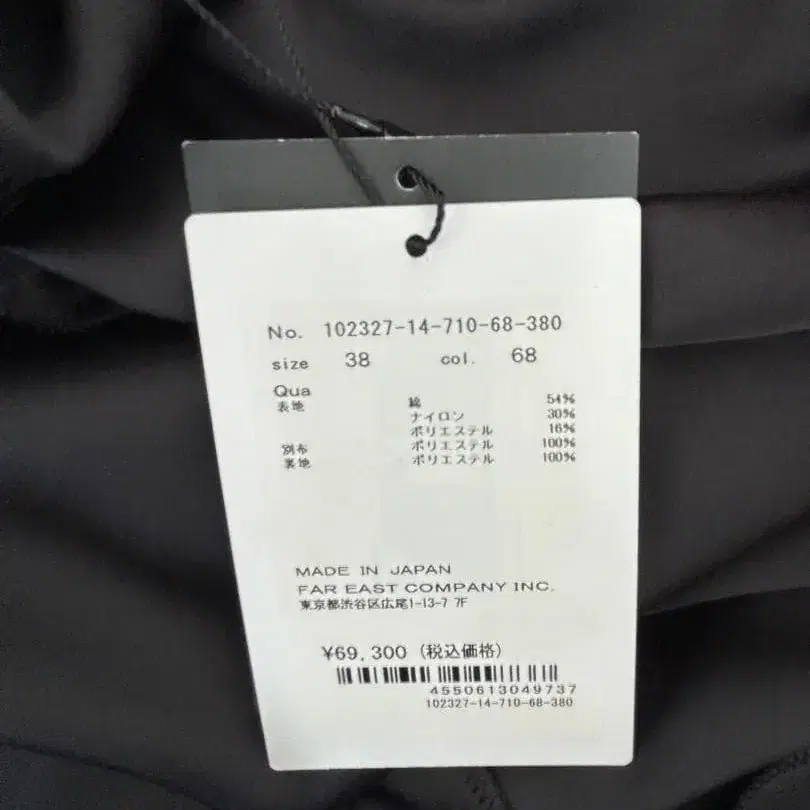 No. 102327-14-710-68-380
size 38 col. 68
Qua
表地 綿 54%
ナイロン 30%
ポリエステル 16%
別布 ポリエステル 100%
裏地 ポリエステル 100%
MADE IN JAPAN
FAR EAST COMPANY INC.
東京都渋谷区広尾1-13-7 7F
¥69,300 (税込価格)
4550613049737
102327-14-710-68-380